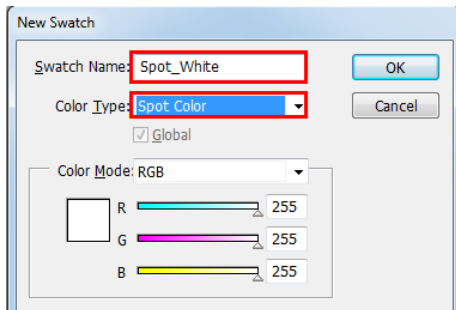 New Swatch
Swatch Name: Spot_White
OK
Color Type: Spot Color
Cancel
Global
Color Mode: RGB
R 255
G 255
B 255